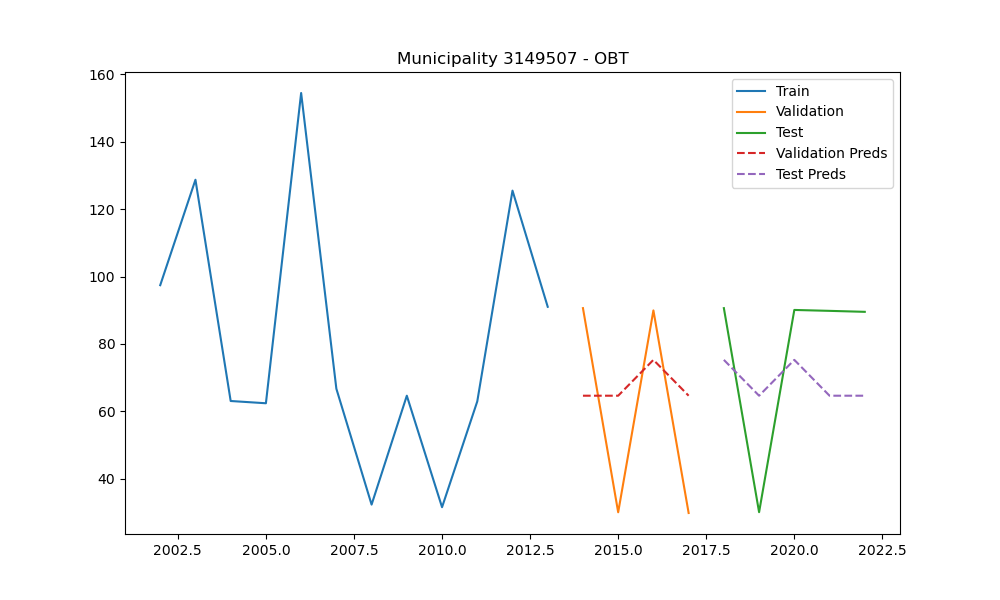 Municipality 3149507 - OBT
160
140
120
100
80
60
40
2002.5
2005.0
2007.5
2010.0
2012.5
2015.0
2017.5
2020.0
2022.5
Train
Validation
Test
Validation Preds
Test Preds